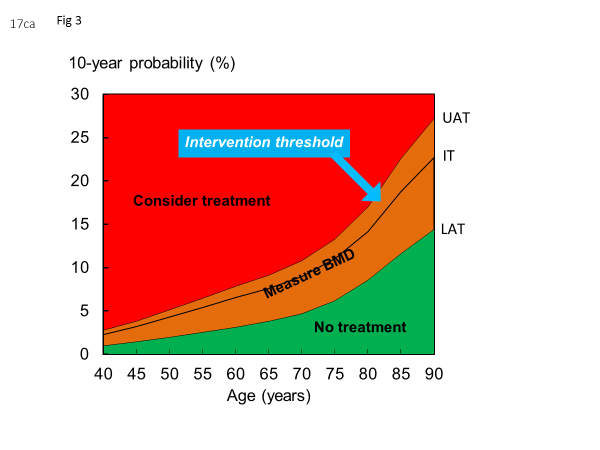 17ca
Fig 3
10-year probability (%)
30
25
20
15
10
5
0
UAT
IT
LAT
Intervention threshold
Consider treatment
Measure BMD
No treatment
40 45 50 55 60 65 70 75 80 85 90
Age (years)